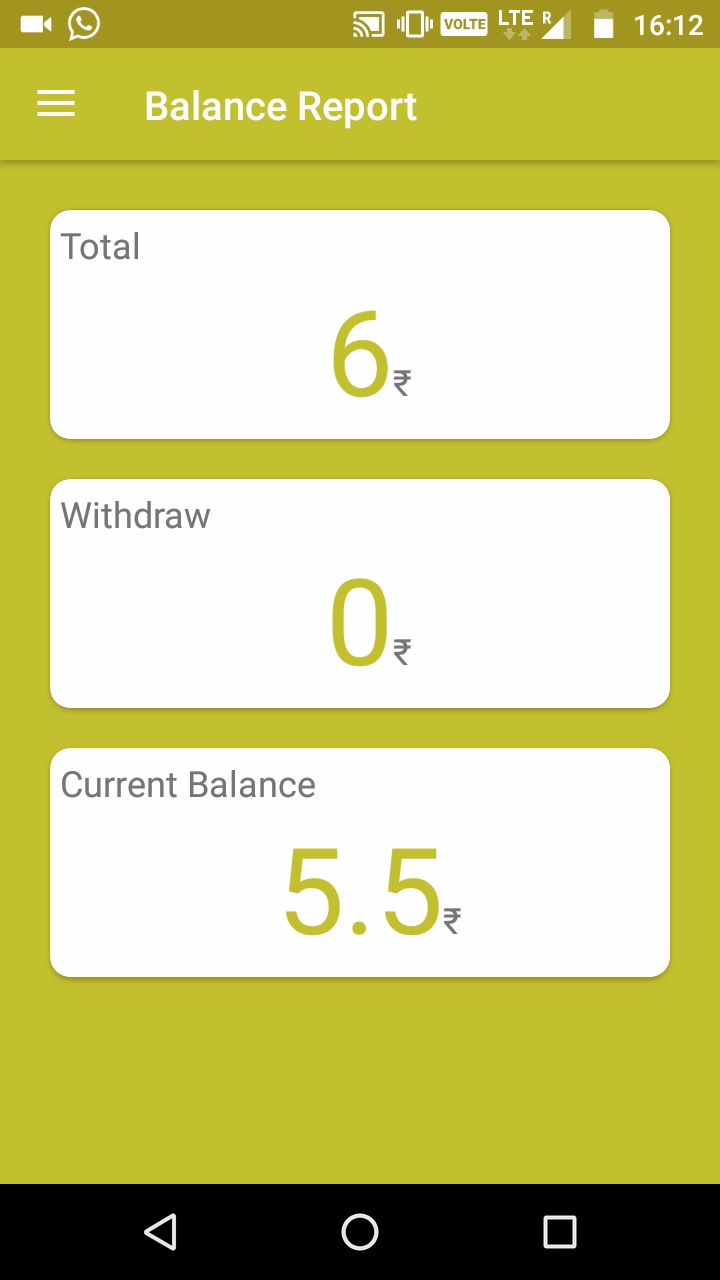 VOLTE LTE R 16:12
Balance Report
Total
6₹
Withdraw
0₹
Current Balance
5.5₹